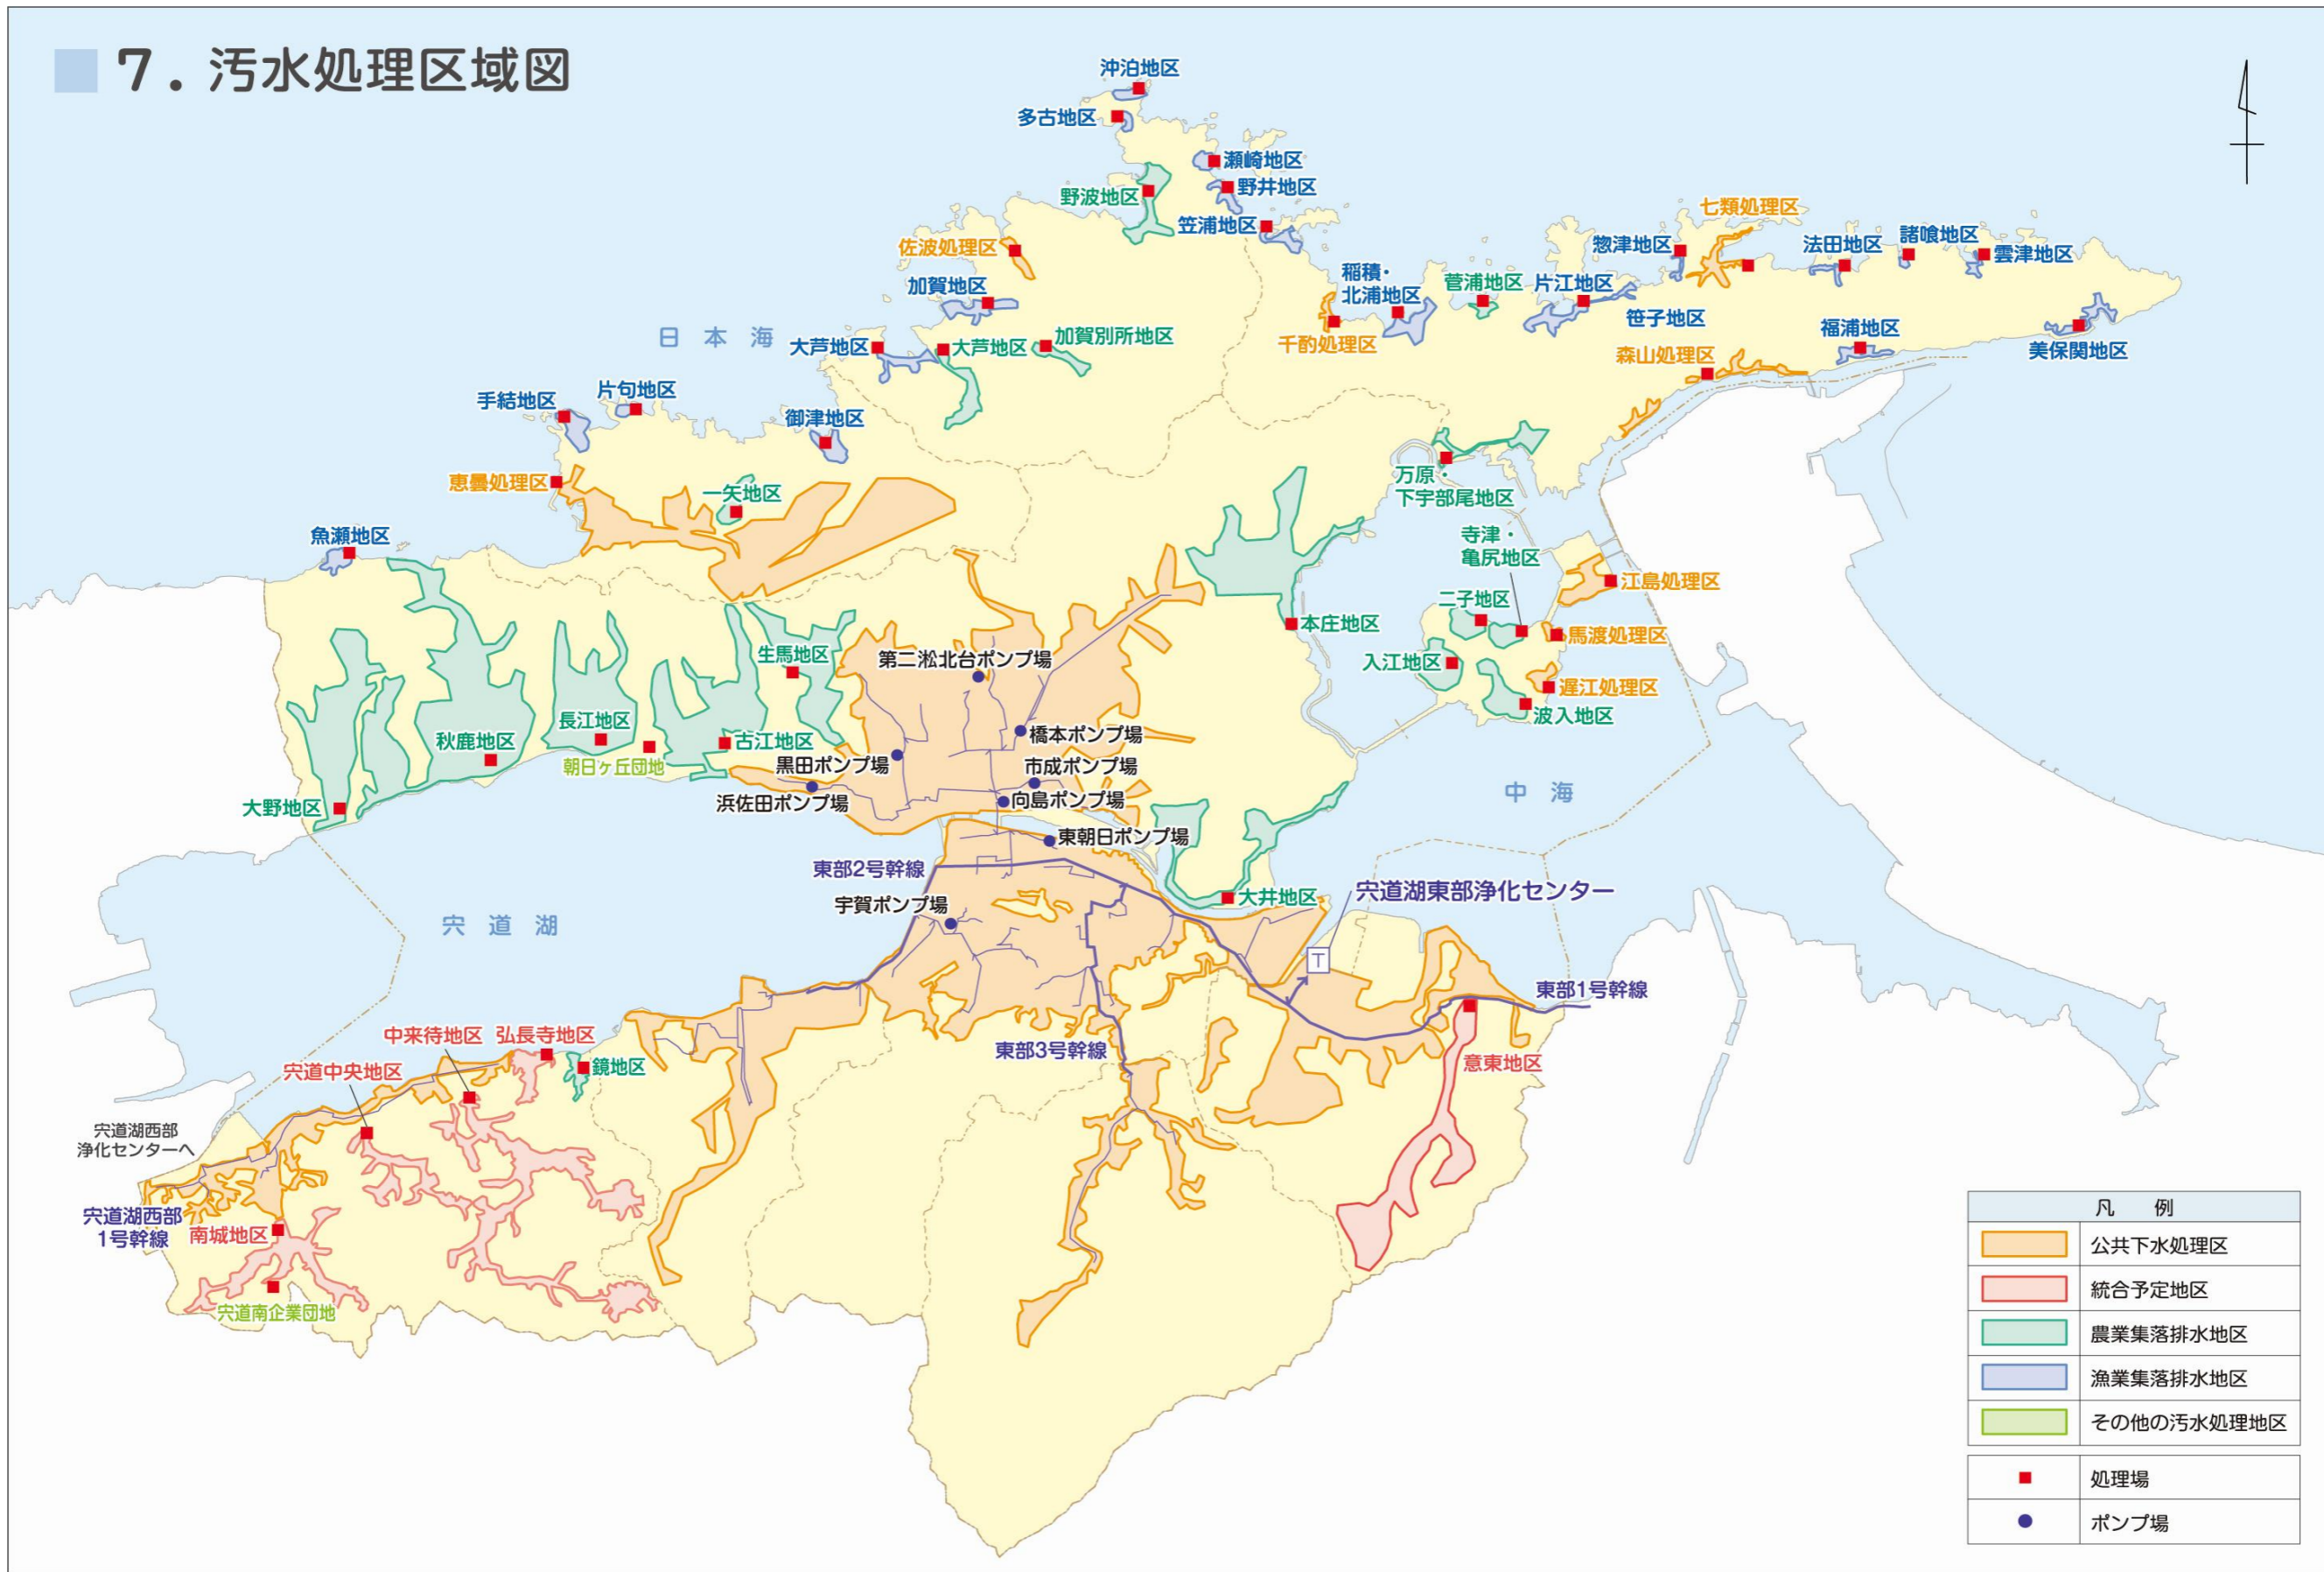 7. 汚水処理区域図
沖泊地区
多古地区
瀬崎地区
野井地区
野波地区
笠浦地区
七類処理区
佐波処理区
惣津地区
法田地区
諸喰地区
雲津地区
加賀地区
稲積・
北浦地区
菅浦地区
片江地区
笹子地区
福浦地区
美保関地区
日本海
大芦地区
大芦地区
加賀別所地区
千酌処理区
森山処理区
手結地区
片句地区
御津地区
恵曇処理区
一矢地区
万原・
下宇部尾地区
魚瀬地区
寺津・
亀尻地区
江島処理区
二子地区
本庄地区
馬渡処理区
入江地区
遅江処理区
波入地区
生馬地区
第二淞北台ポンプ場
長江地区
秋鹿地区
古江地区
朝日ヶ丘団地
橋本ポンプ場
黒田ポンプ場
市成ポンプ場
浜佐田ポンプ場
向島ポンプ場
大野地区
中海
東朝日ポンプ場
東部2号幹線
宍道湖東部浄化センター
大井地区
宇賀ポンプ場
宍道湖
T
東部1号幹線
中来待地区
弘長寺地区
東部3号幹線
鏡地区
意東地区
宍道中央地区
宍道湖西部
浄化センターへ
宍道湖西部
1号幹線
南城地区
宍道南企業団地
凡例
公共下水処理区
統合予定地区
農業集落排水地区
漁業集落排水地区
その他の汚水処理地区
処理場
ポンプ場